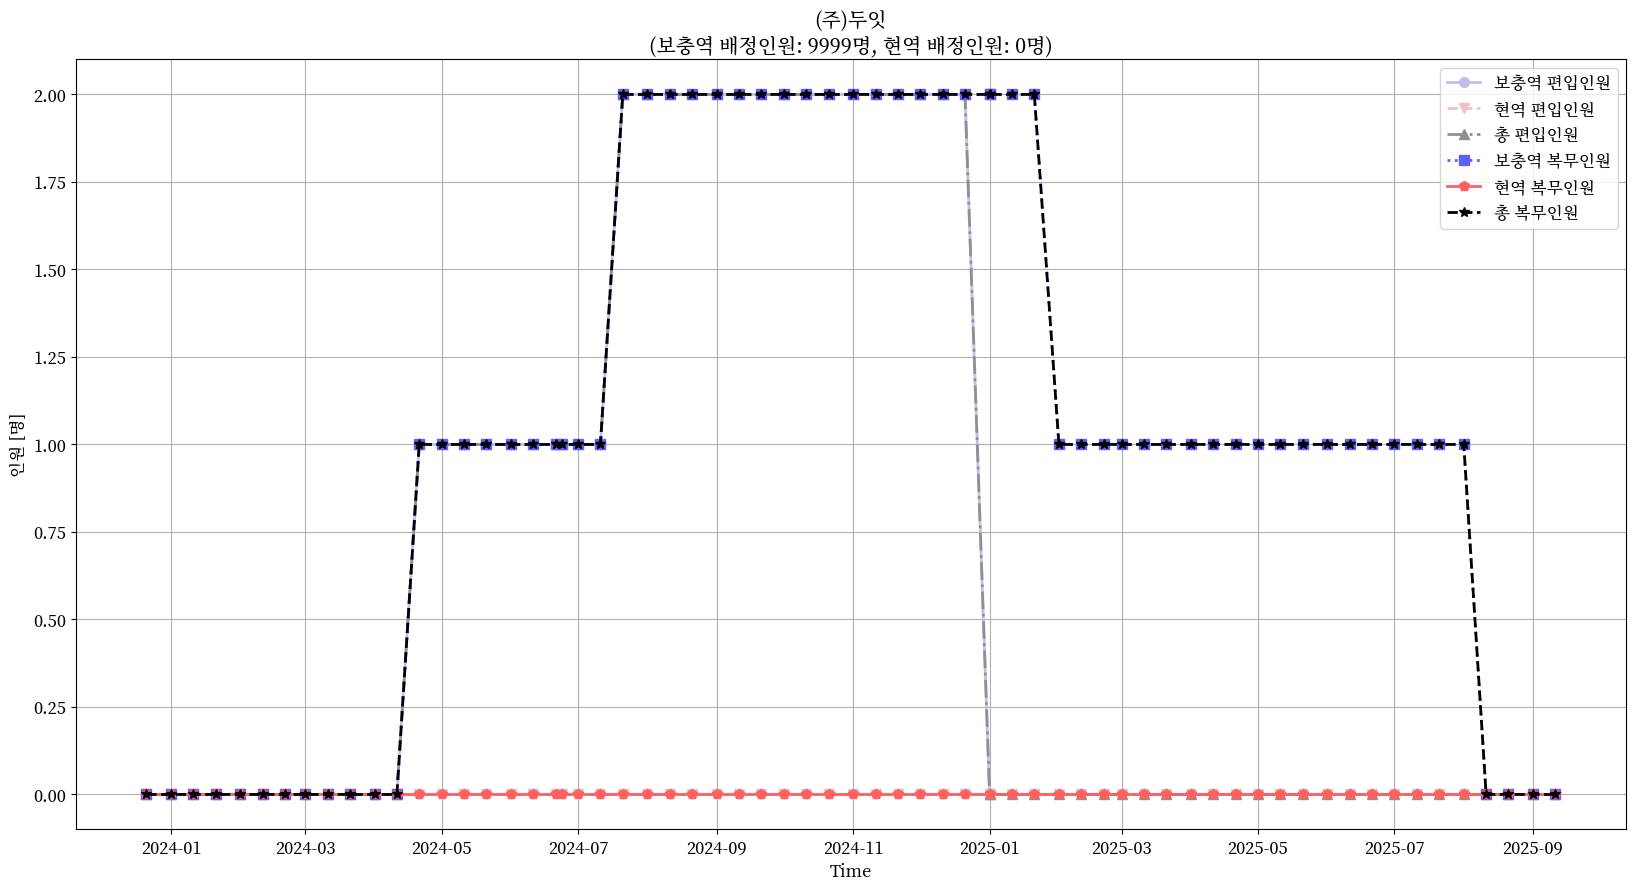 (주)두잇
(보충역 배정인원: 9999명, 현역 배정인원: 0명)
보충역 편입인원
현역 편입인원
총 편입인원
보충역 복무인원
현역 복무인원
총 복무인원
인원 [명]
2.00
1.75
1.50
1.25
1.00
0.75
0.50
0.25
0.00
2024-01 2024-03 2024-05 2024-07 2024-09 2024-11 2025-01 2025-03 2025-05 2025-07 2025-09
Time